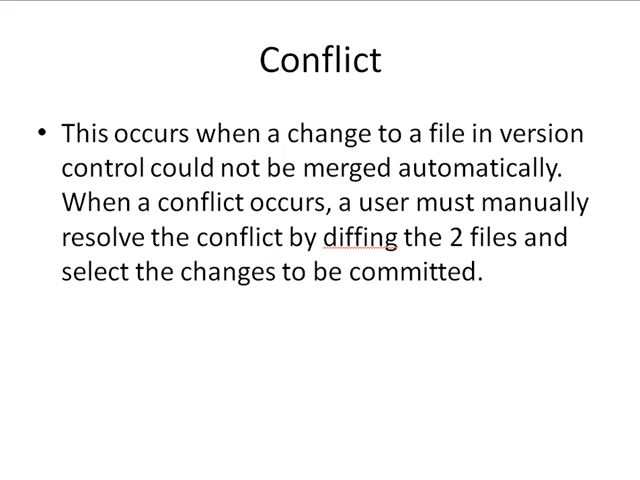 Conflict
• This occurs when a change to a file in version
control could not be merged automatically.
When a conflict occurs, a user must manually
resolve the conflict by diffing the 2 files and
select the changes to be committed.